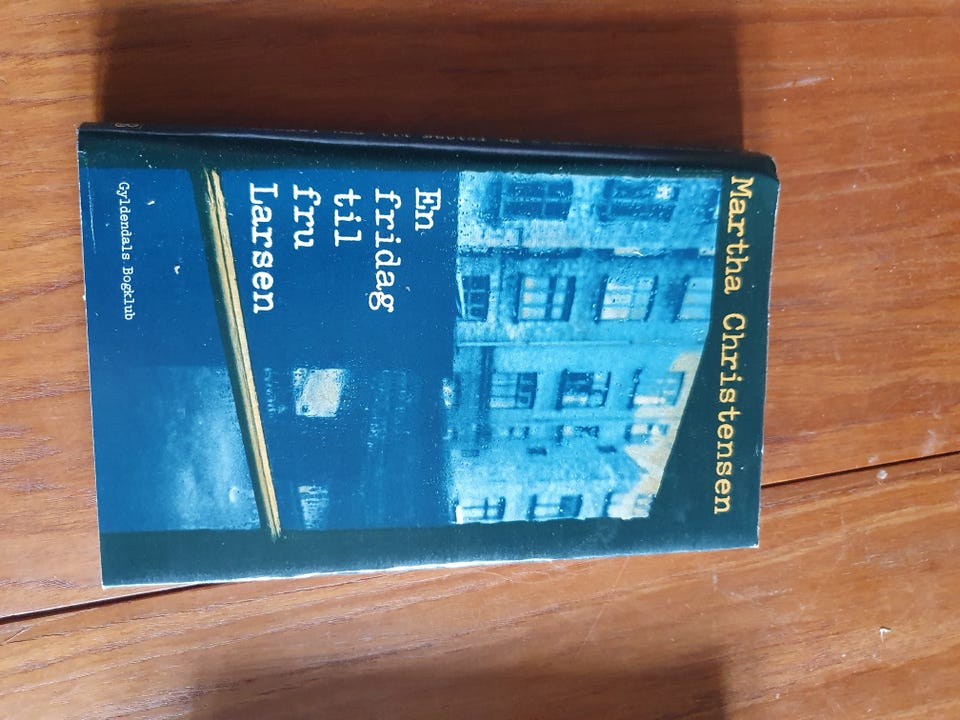 Martha Christensen
En
fridag
til
fru
Larsen
Gyldendals Bogklub